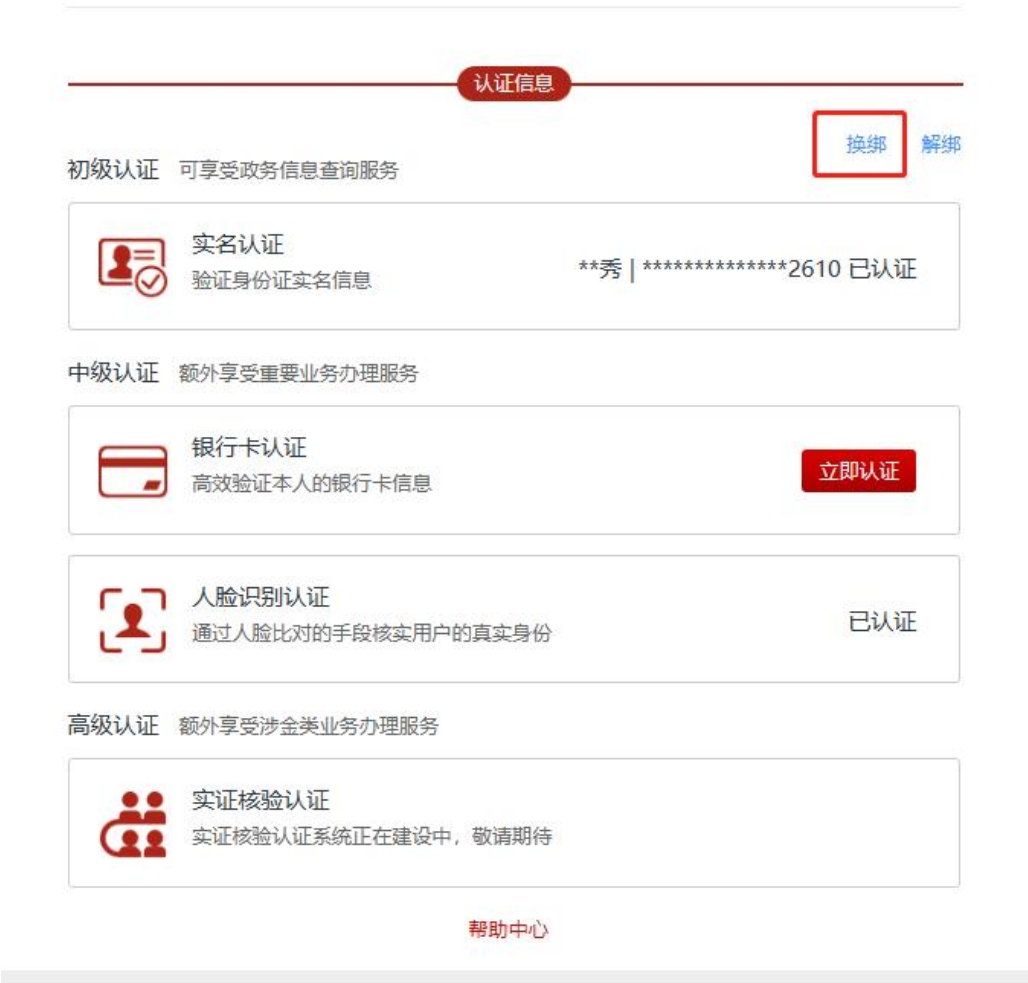 认证信息
换绑 解绑
初级认证 可享受政务信息查询服务
实名认证
验证身份证实名信息
**秀 | **************2610 已认证
中级认证 额外享受重要业务办理服务
银行卡认证
高效验证本人的银行卡信息
立即认证
人脸识别认证
通过人脸比对的手段核实用户的真实身份
已认证
高级认证 额外享受涉金类业务办理服务
实证核验认证
实证核验认证系统正在建设中，敬请期待
帮助中心